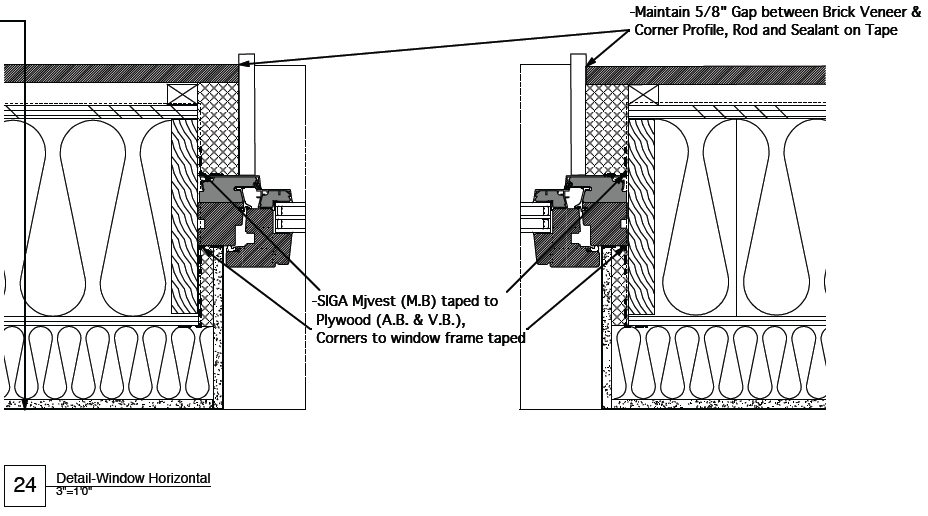 -Maintain 5/8" Gap between Brick Veneer &
Corner Profile, Rod and Sealant on Tape
-SIGA Mjvest (M.B) taped to
Plywood (A.B. & V.B.),
Corners to window frame taped
24
Detail-Window Horizontal
3"=1'0"